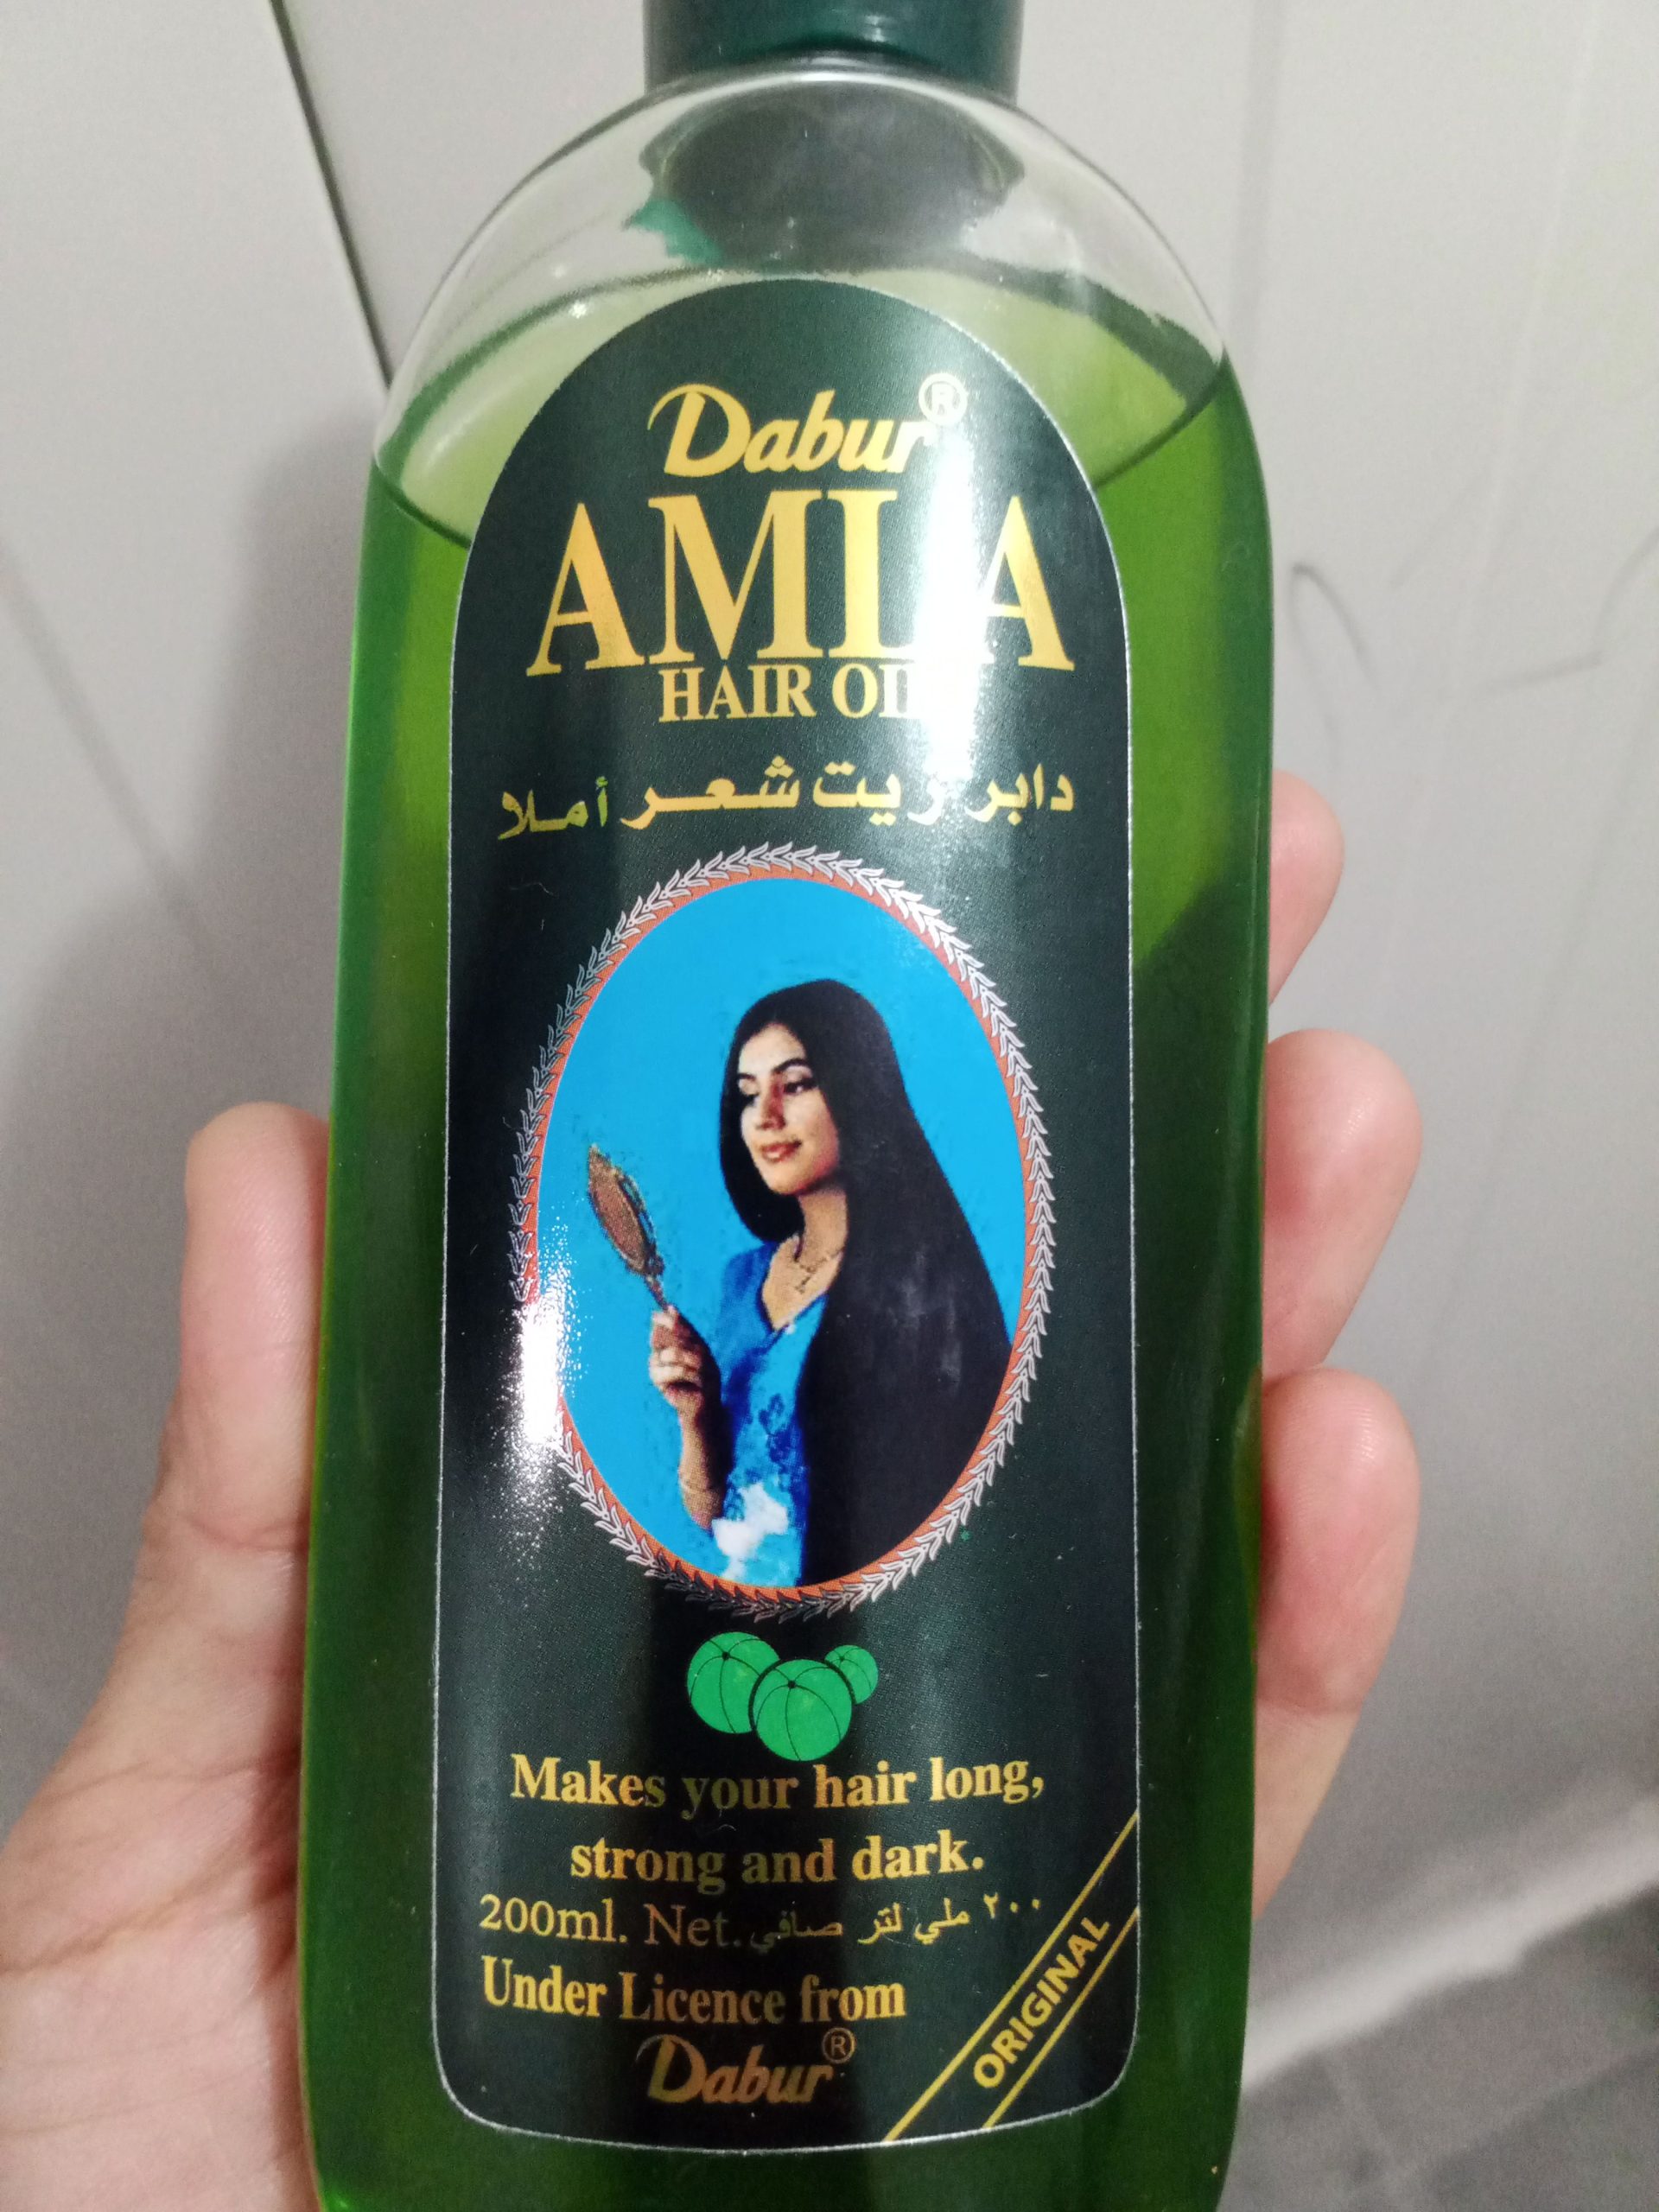 Dabur®
AMLA
HAIR OIL
دابر زيت شعر أملا
Makes your hair long,
strong and dark.
200ml. Net. ٢٠٠ ملي لتر صافي
Under Licence from
Dabur®
ORIGINAL